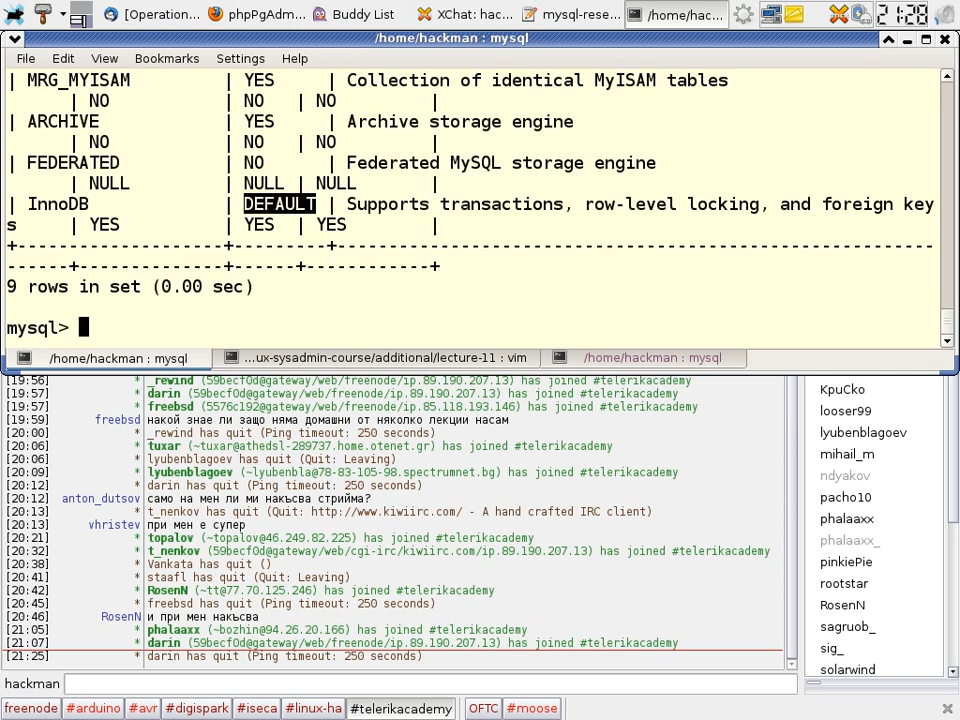 [Operation...
phpPgAdm...
Buddy List
XChat: hac...
mysql-rese...
/home/hac...
21:28
/home/hackman : mysql
File Edit View Bookmarks Settings Help
| MRG_MYISAM | YES | Collection of identical MyISAM tables
| NO | NO | NO |
| ARCHIVE | YES | Archive storage engine
| NO | NO | NO |
| FEDERATED | NO | Federated MySQL storage engine
| NULL | NULL | NULL |
| InnoDB | DEFAULT | Supports transactions, row-level locking, and foreign key
s | YES | YES | YES |
+--------------------+---------+----------------------------------------------------------
------+--------------+------+------------+
9 rows in set (0.00 sec)
mysql>
/home/hackman : mysql
...ux-sysadmin-course/additional/lecture-11 : vim
/home/hackman : mysql
[19:56] * _rewind (59becf0d@gateway/web/freenode/ip.89.190.207.13) has joined #telerikacademy
[19:57] * darin (59becf0d@gateway/web/freenode/ip.89.190.207.13) has joined #telerikacademy
[19:57] * freebsd (5576c192@gateway/web/freenode/ip.85.118.193.146) has joined #telerikacademy
[19:59] freebsd някой знае ли защо няма домашни от няколко лекции насам
[20:00] * _rewind has quit (Ping timeout: 250 seconds)
[20:06] * tuxar (~tuxar@athedsl-289737.home.otenet.gr) has joined #telerikacademy
[20:06] * lyubenblagoev has quit (Quit: Leaving)
[20:09] * lyubenblagoev (~lyubenbla@78-83-105-98.spectrumnet.bg) has joined #telerikacademy
[20:12] * darin has quit (Ping timeout: 250 seconds)
[20:12] anton_dutsov само на мен ли ми накъсва стрийма?
[20:13] * t_nenkov has quit (Quit: http://www.kiwiirc.com/ - A hand crafted IRC client)
[20:13] vhristev при мен е супер
[20:21] * topalov (~topalov@46.249.82.225) has joined #telerikacademy
[20:32] * t_nenkov (59becf0d@gateway/web/cgi-irc/kiwiirc.com/ip.89.190.207.13) has joined #telerikacademy
[20:38] * Vankata has quit ()
[20:41] * staafl has quit (Quit: Leaving)
[20:42] * RosenN (~tt@77.70.125.246) has joined #telerikacademy
[20:45] * freebsd has quit (Ping timeout: 250 seconds)
[20:46] RosenN и при мен накъсва
[21:05] * phalaaxx (~bozhin@94.26.20.166) has joined #telerikacademy
[21:07] * darin (59becf0d@gateway/web/freenode/ip.89.190.207.13) has joined #telerikacademy
[21:25] * darin has quit (Ping timeout: 250 seconds)
KpuCko
looser99
lyubenblagoev
mihail_m
ndyakov
pacho10
phalaaxx
phalaaxx_
pinkiePie
rootstar
RosenN
sagruob_
sig_
solarwind
hackman
freenode #arduino #avr #digispark #iseca #linux-ha #telerikacademy OFTC #moose